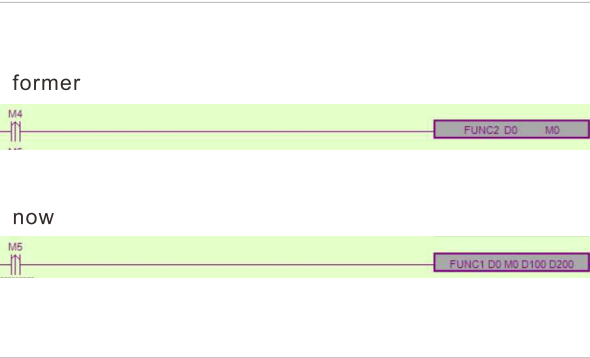 former
M4
FUNC2 D0 M0
now
M5
FUNC1 D0 M0 D100 D200